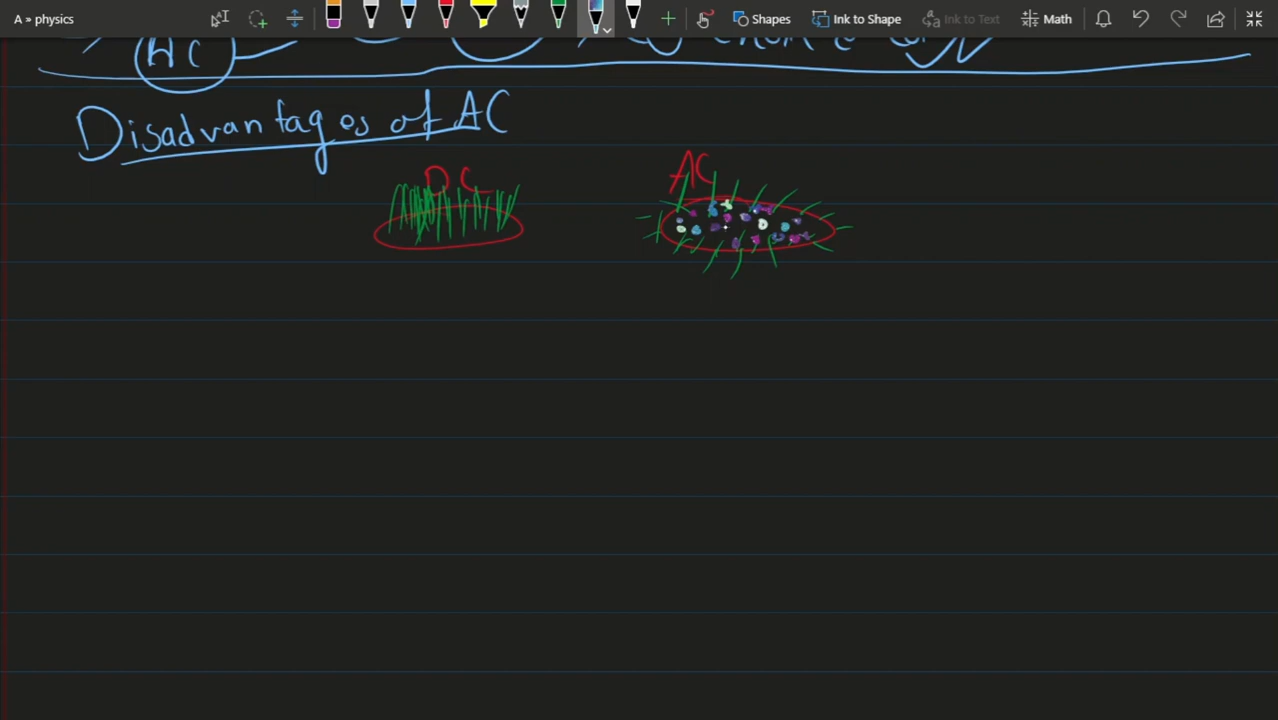 A » physics
Shapes
Ink to Shape
Ink to Text
Math
AC
Disadvantages of AC
DC
AC